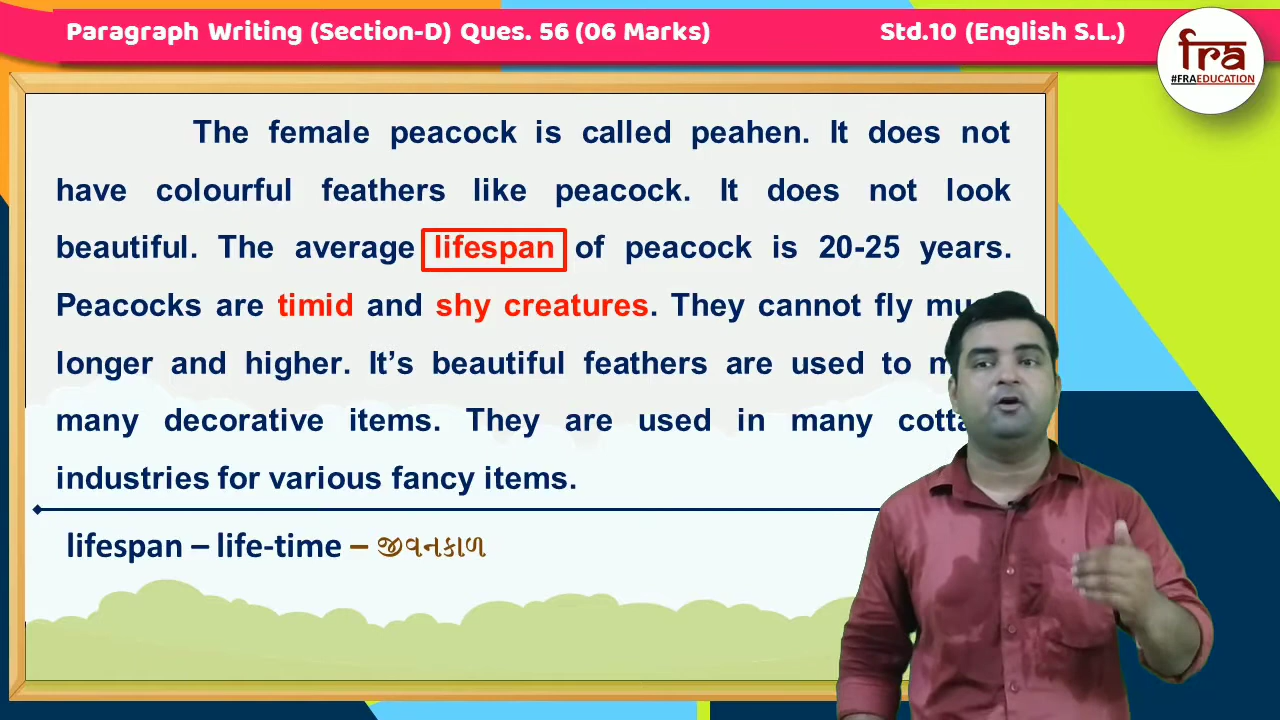 Paragraph Writing (Section-D) Ques. 56 (06 Marks)
Std.10 (English S.L.)
fra
#FRAEDUCATION
The female peacock is called peahen. It does not
have colourful feathers like peacock. It does not look
beautiful. The average lifespan of peacock is 20-25 years.
Peacocks are timid and shy creatures. They cannot fly
longer and higher. It’s beautiful feathers are used to
many decorative items. They are used in many
industries for various fancy items.
lifespan – life-time – જીવનકાળ